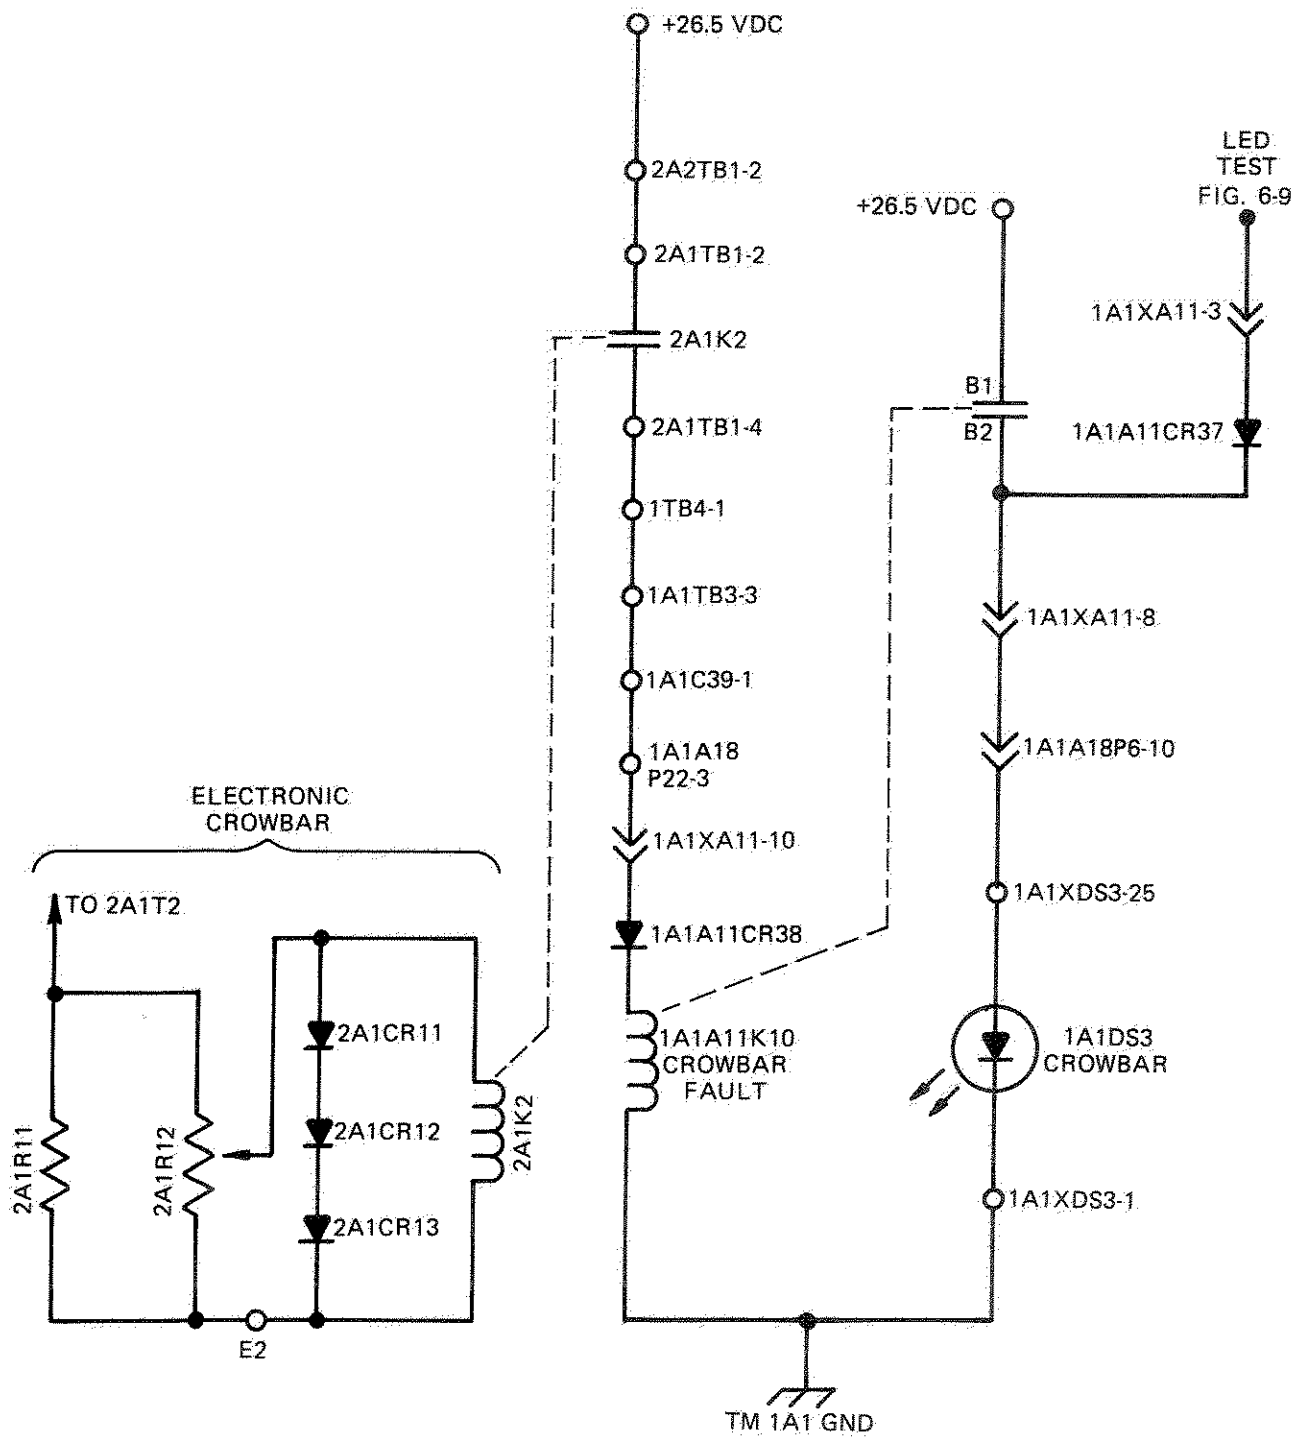 +26.5 VDC
2A2TB1-2
2A1TB1-2
2A1K2
2A1TB1-4
1TB4-1
1A1TB3-3
1A1C39-1
1A1A18
P22-3
1A1XA11-10
1A1A11CR38
1A1A11K10
CROWBAR
FAULT
+26.5 VDC
B1
B2
LED
TEST
FIG. 6-9
1A1XA11-3
1A1A11CR37
1A1XA11-8
1A1A18P6-10
1A1XDS3-25
1A1DS3
CROWBAR
1A1XDS3-1
TM 1A1 GND
ELECTRONIC
CROWBAR
TO 2A1T2
2A1R11
2A1R12
2A1CR11
2A1CR12
2A1CR13
2A1K2
E2